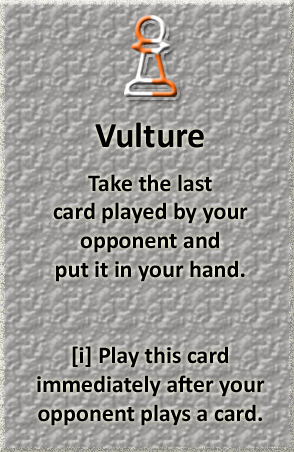 Vulture
Take the last
card played by your
opponent and
put it in your hand.
[i] Play this card
immediately after your
opponent plays a card.